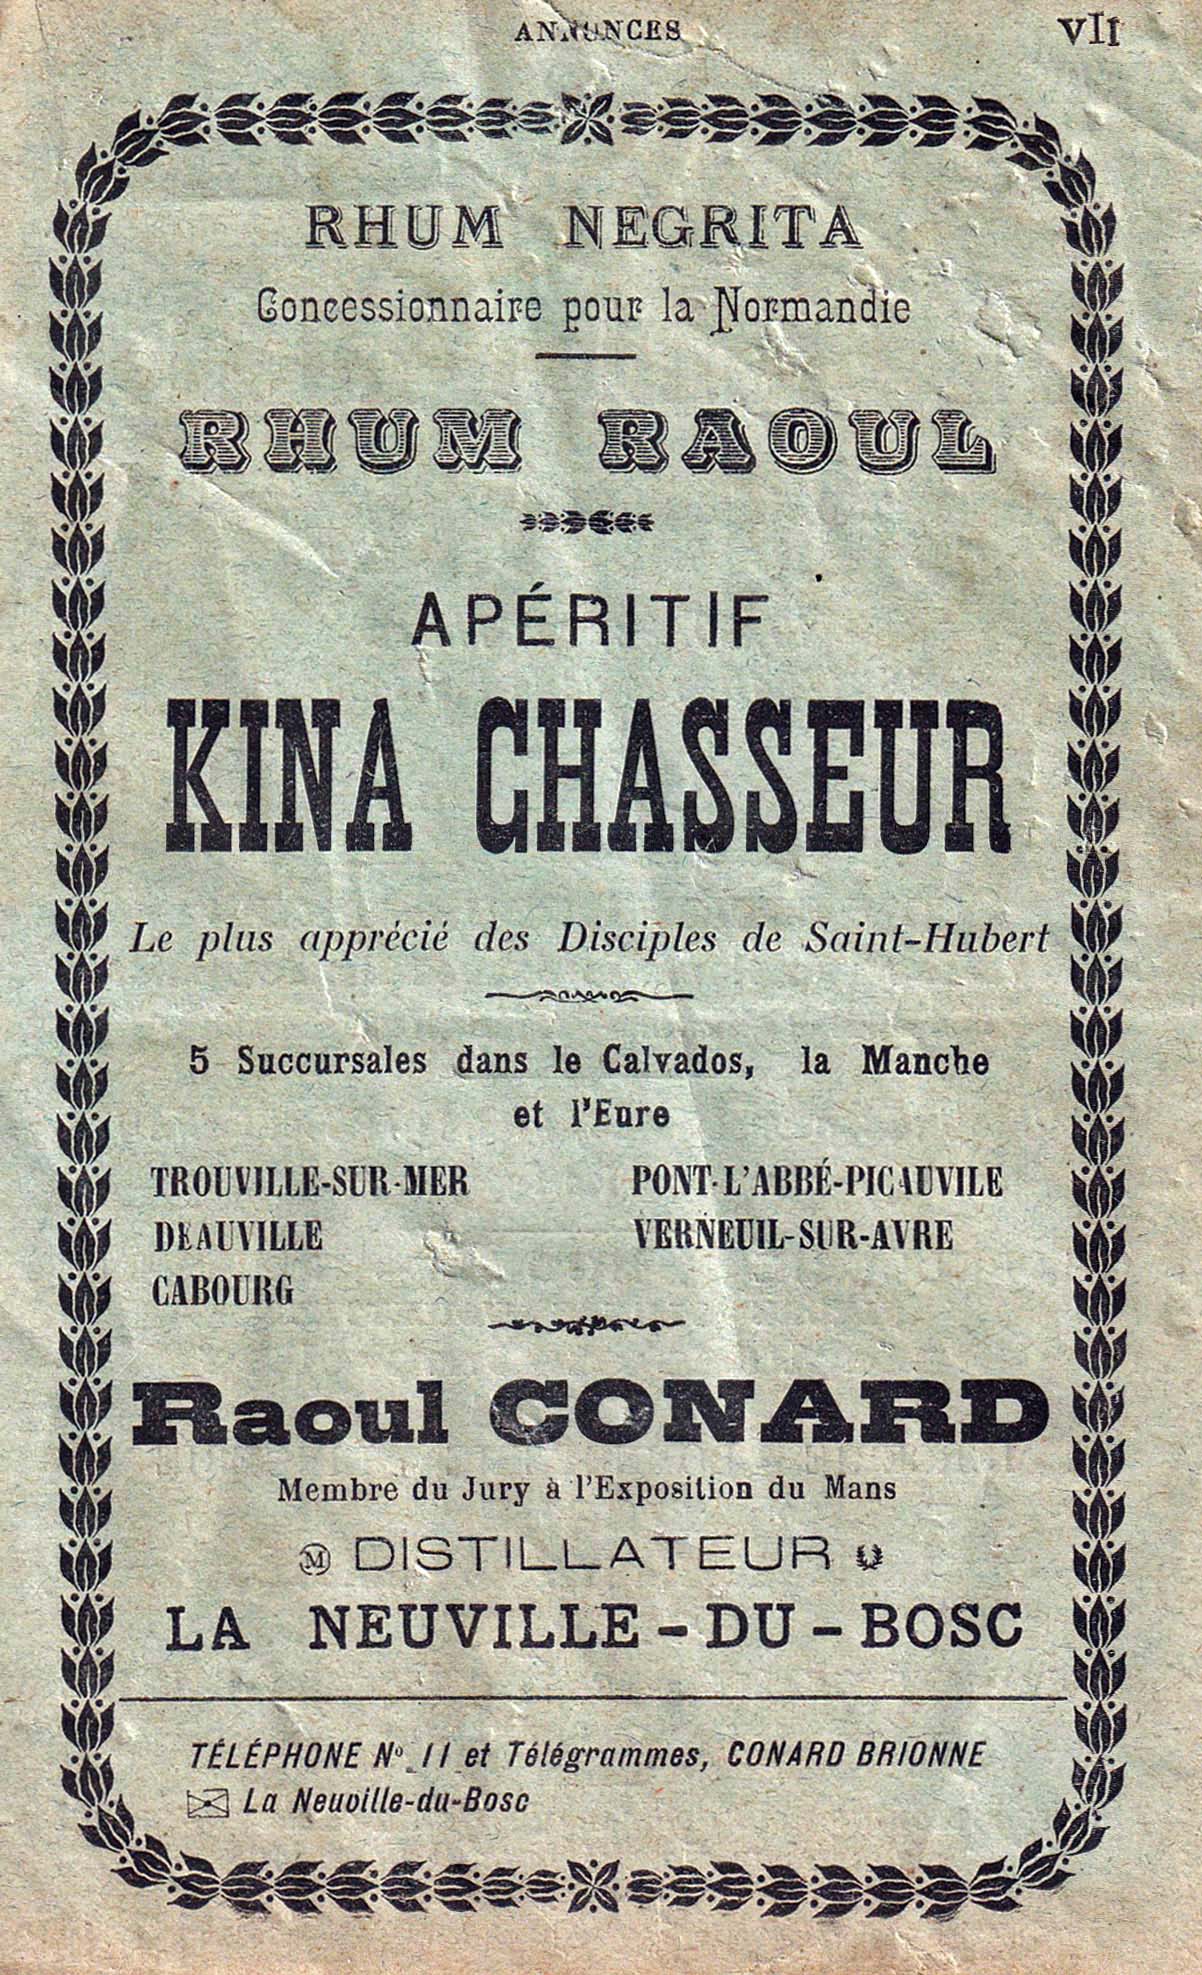 ANNONCES
VII
RHUM NEGRITA
Concessionnaire pour la Normandie
RHUM RAOUL
APÉRITIF
KINA CHASSEUR
Le plus apprécié des Disciples de Saint-Hubert
5 Succursales dans le Calvados, la Manche
et l'Eure
TROUVILLE-SUR-MER
DEAUVILLE
CABOURG
PONT-L'ABBÉ-PICAUVILE
VERNEUIL-SUR-AVRE
Raoul CONARD
Membre du Jury à l'Exposition du Mans
M DISTILLATEUR
LA NEUVILLE-DU-BOSC
TÉLÉPHONE No 11 et Télégrammes, CONARD BRIONNE
La Neuville-du-Bosc